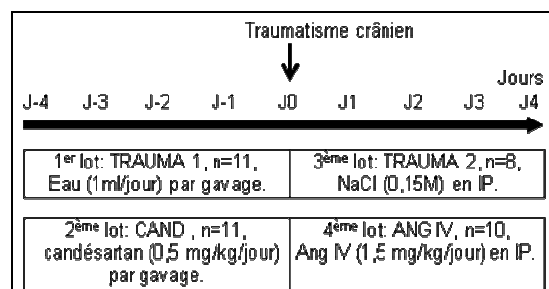 Traumatisme crânien
Jours
J-4 J-3 J-2 J-1 J0 J1 J2 J3 J4
1er lot: TRAUMA 1, n=11,
Eau (1ml/jour) par gavage.
3ème lot: TRAUMA 2, n=8,
NaCl (0,15M) en IP.
2ème lot: CAND , n=11,
candésartan (0,5 mg/kg/jour)
par gavage.
4ème lot: ANG IV, n=10,
Ang IV (1,5 mg/kg/jour) en IP.